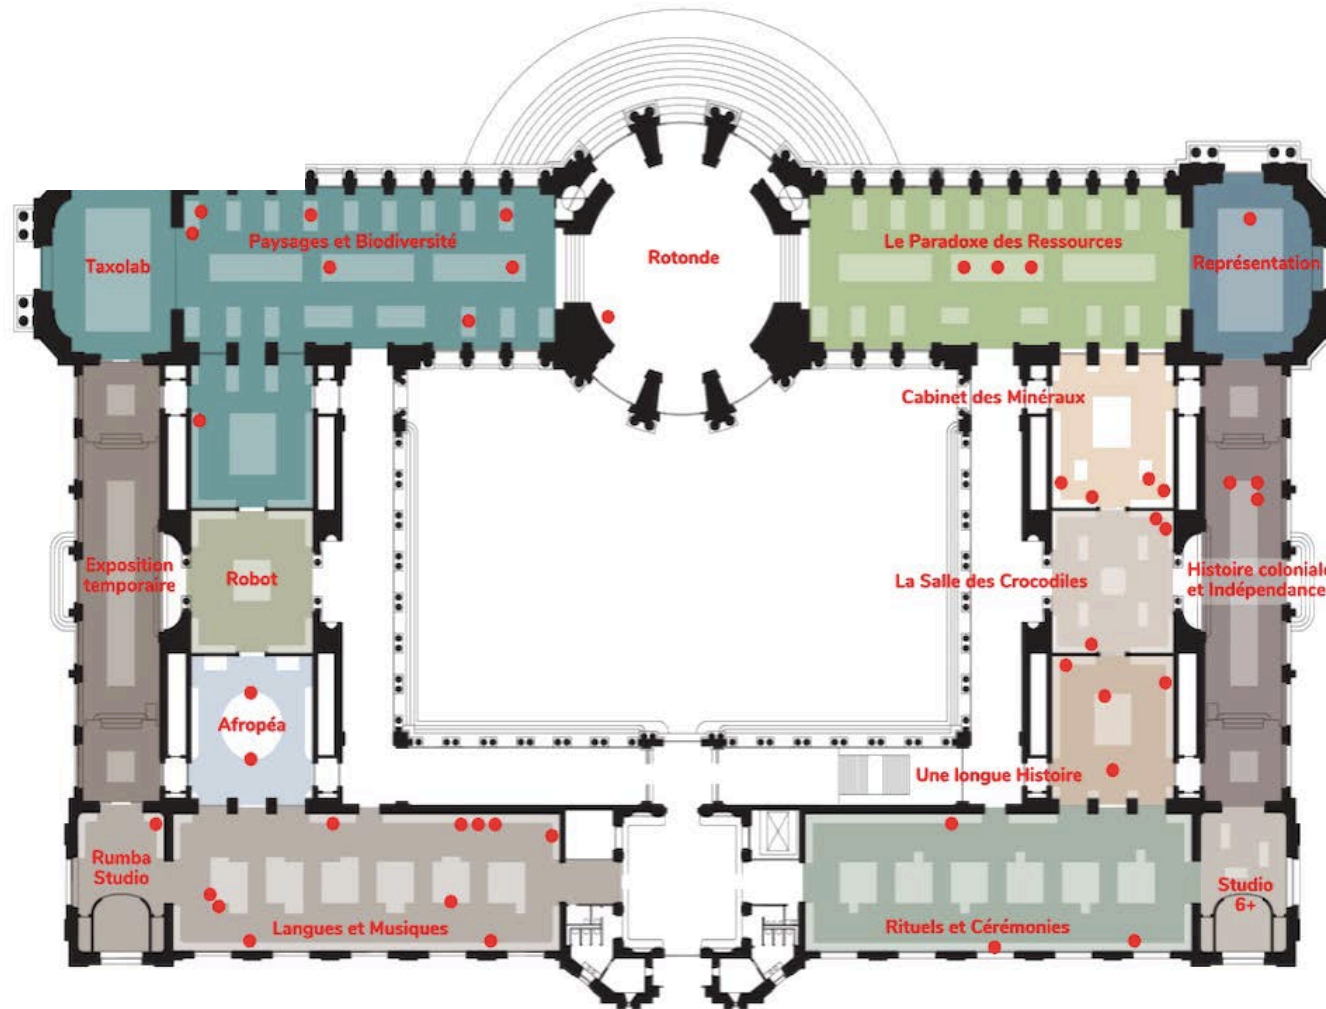 Paysages et Biodiversité
Taxolab
Rotonde
Le Paradoxe des Ressources
Représentation
Cabinet des Minéraux
Exposition
temporaire
Robot
La Salle des Crocodiles
Histoire coloniale
et Indépendance
Afropéa
Une longue Histoire
Rumba
Studio
Langues et Musiques
Rituels et Cérémonies
Studio
6+